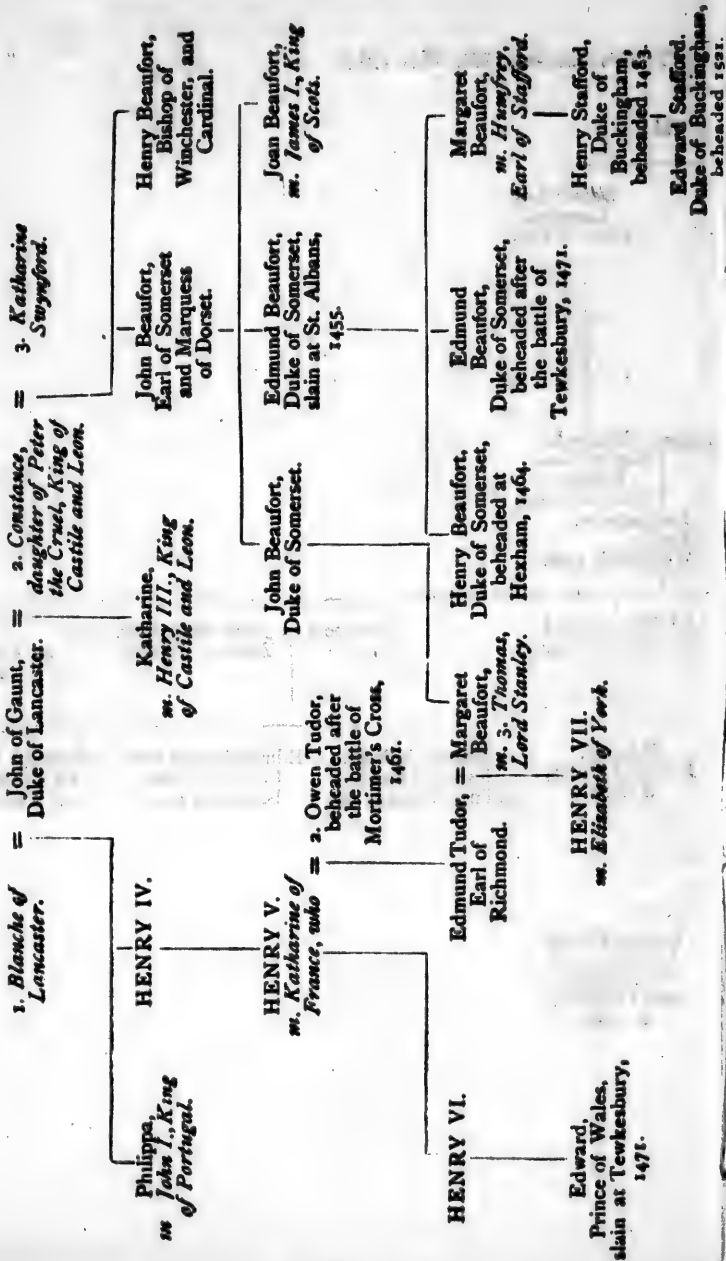 1. Blanche of
Lancaster.
=
John of Gaunt,
Duke of Lancaster.
=
2. Constance,
daughter of Peter
the Cruel, King of
Castile and Leon.
=
3. Katharine
Swynford.
Philippa,
m John I., King
of Portugal.
HENRY IV.
Katharine,
m. Henry III., King
of Castile and Leon.
John Beaufort,
Earl of Somerset
and Marquess
of Dorset.
Henry Beaufort,
Bishop of
Winchester, and
Cardinal.
HENRY V.
m. Katharine of
France, who
=
2. Owen Tudor,
beheaded after
the battle of
Mortimer's Cross,
1461.
John Beaufort,
Duke of Somerset.
Edmund Beaufort,
Duke of Somerset,
slain at St. Albans,
1455.
Joan Beaufort,
m. James I., King
of Scots.
HENRY VI.
Edmund Tudor,
Earl of
Richmond.
=
Margaret
Beaufort,
m. 3. Thomas,
Lord Stanley.
Henry Beaufort,
Duke of Somerset,
beheaded at
Hexham, 1464.
Edmund
Beaufort,
Duke of Somerset,
beheaded after
the battle of
Tewkesbury, 1471.
Margaret
Beaufort,
m. Humfrey,
Earl of Stafford.
Edward,
Prince of Wales,
slain at Tewkesbury,
1471.
HENRY VII.
m. Elizabeth of York.
Henry Stafford,
Duke of
Buckingham,
beheaded 1483.
Edward Stafford,
Duke of Buckingham,
beheaded 1521.